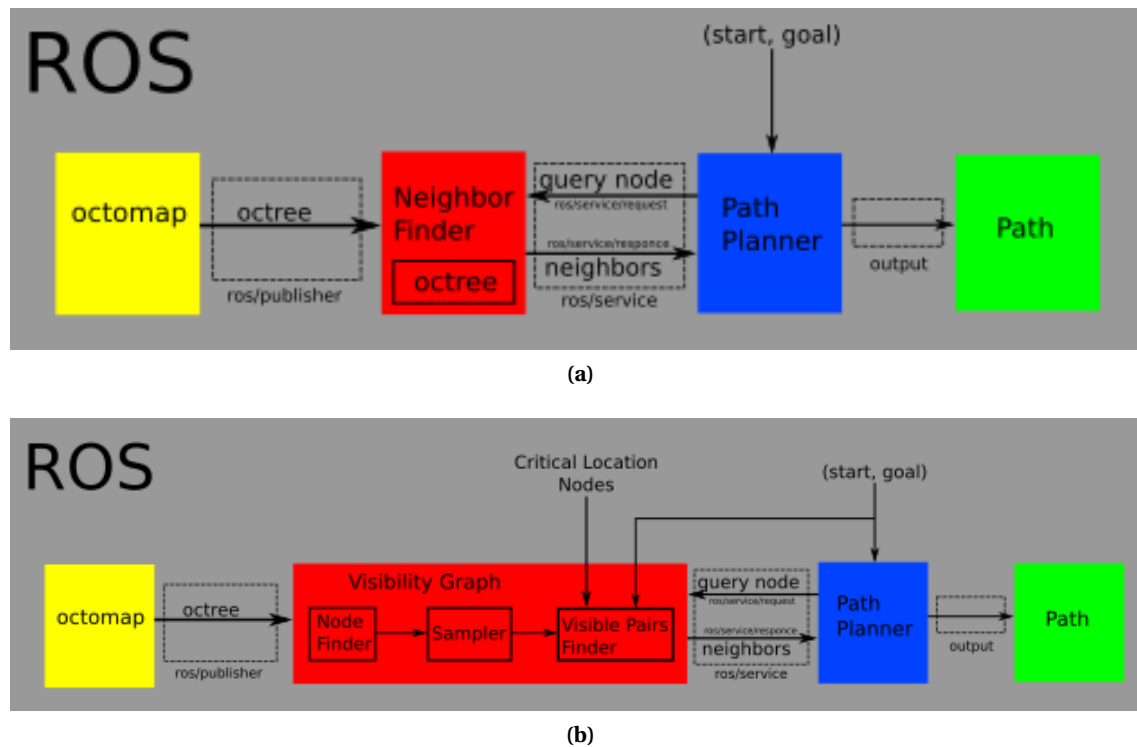 ROS
(start, goal)
octomap
octree
ros/publisher
Neighbor
Finder
octree
query node
ros/service/request
ros/service/responce
neighbors
ros/service
Path
Planner
output
Path
(a)
ROS
Critical Location
Nodes
(start, goal)
octomap
octree
ros/publisher
Visibility Graph
Node
Finder
Sampler
Visible Pairs
Finder
query node
ros/service/request
ros/service/responce
neighbors
ros/service
Path
Planner
output
Path
(b)